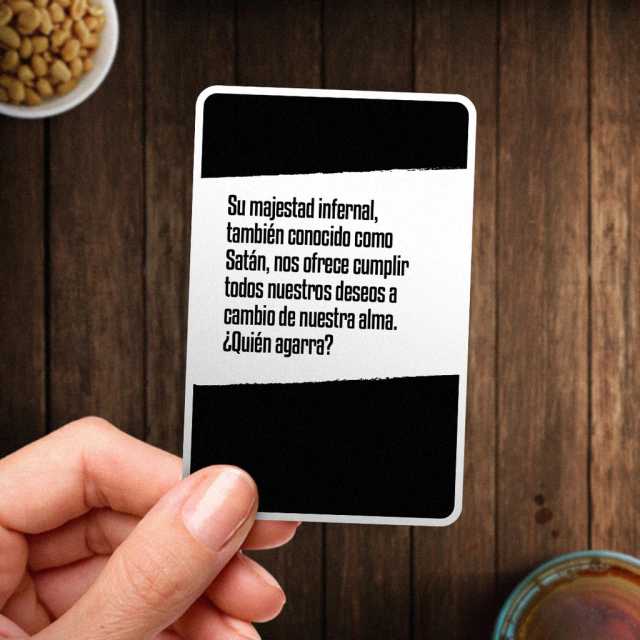 Su majestad infernal,
también conocido como
Satán, nos ofrece cumplir
todos nuestros deseos a
cambio de nuestra alma.
¿Quién agarra?